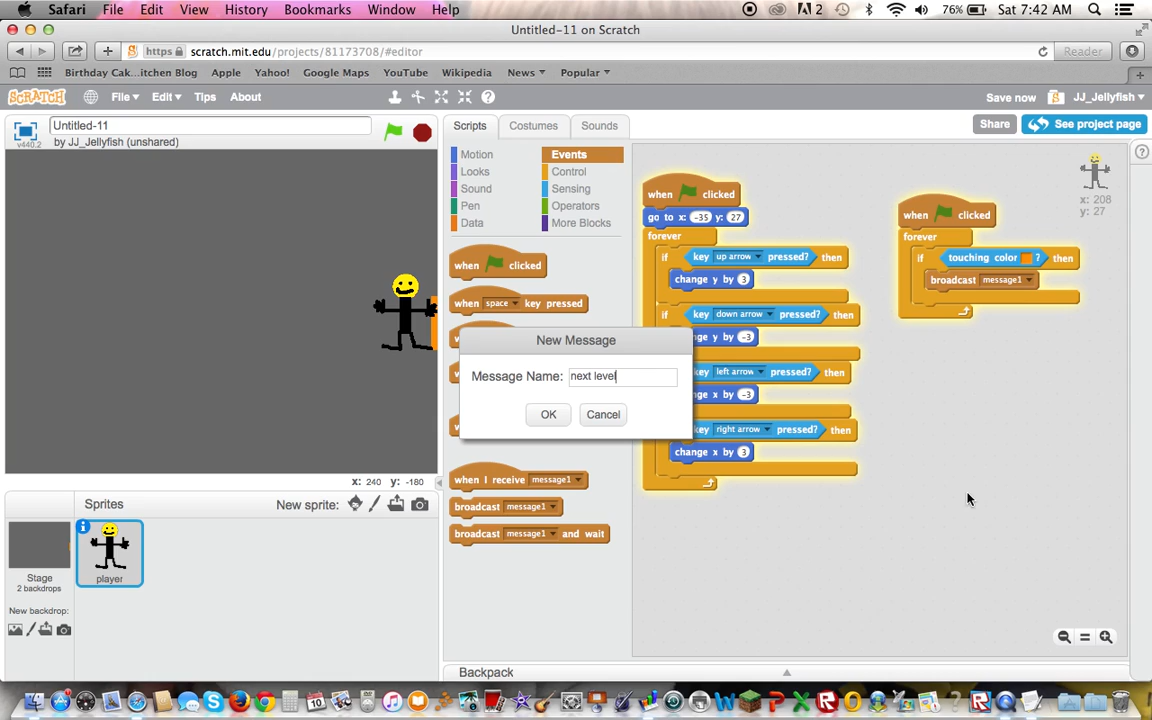 Safari File Edit View History Bookmarks Window Help 2 76% Sat 7:42 AM
Untitled-11 on Scratch
https scratch.mit.edu/projects/81173708/#editor Reader
Birthday Cak...itchen Blog Apple Yahoo! Google Maps YouTube Wikipedia News Popular
SCRATCH File Edit Tips About Save now JJ_Jellyfish
Untitled-11
by JJ_Jellyfish (unshared)
v440.2
Scripts Costumes Sounds
Share See project page
Motion Events
Looks Control
Sound Sensing
Pen Operators
Data More Blocks
when clicked
when space key pressed
when I receive message1
broadcast message1
broadcast message1 and wait
New Message
Message Name: next level
OK Cancel
when clicked
go to x: -35 y: 27
forever
if key up arrow pressed? then
change y by 3
if key down arrow pressed? then
nge y by -3
key left arrow pressed? then
nge x by -3
key right arrow pressed? then
change x by 3
when clicked
forever
if touching color ? then
broadcast message1
x: 208
y: 27
x: 240 y: -180
Sprites New sprite:
Stage
2 backdrops
New backdrop:
player
Backpack